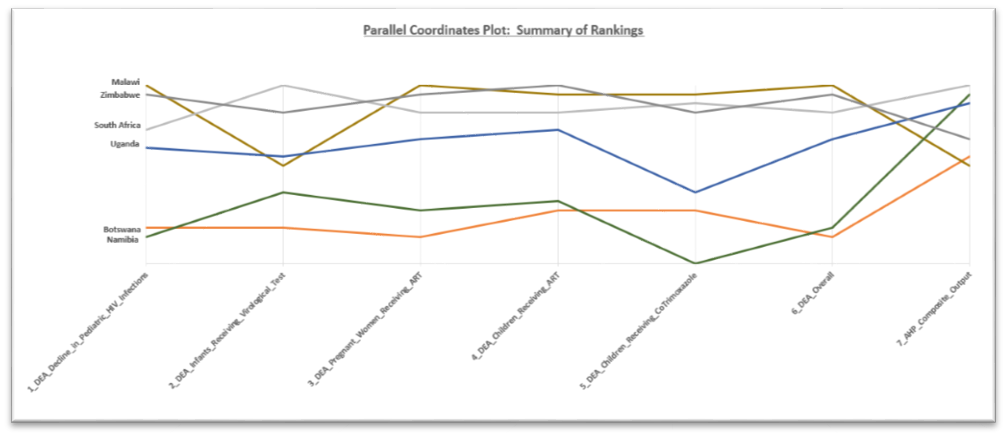 Parallel Coordinates Plot:  Summary of Rankings
Malawi
Zimbabwe
South Africa
Uganda
Botswana
Namibia
1_DEA_Decline_in_Pediatric_HIV_Infections
2_DEA_Infants_Receiving_Virological_Test
3_DEA_Pregnant_Women_Receiving_ART
4_DEA_Children_Receiving_ART
5_DEA_Children_Receiving_CoTrimoxazole
6_DEA_Overall
7_AHP_Composite_Output